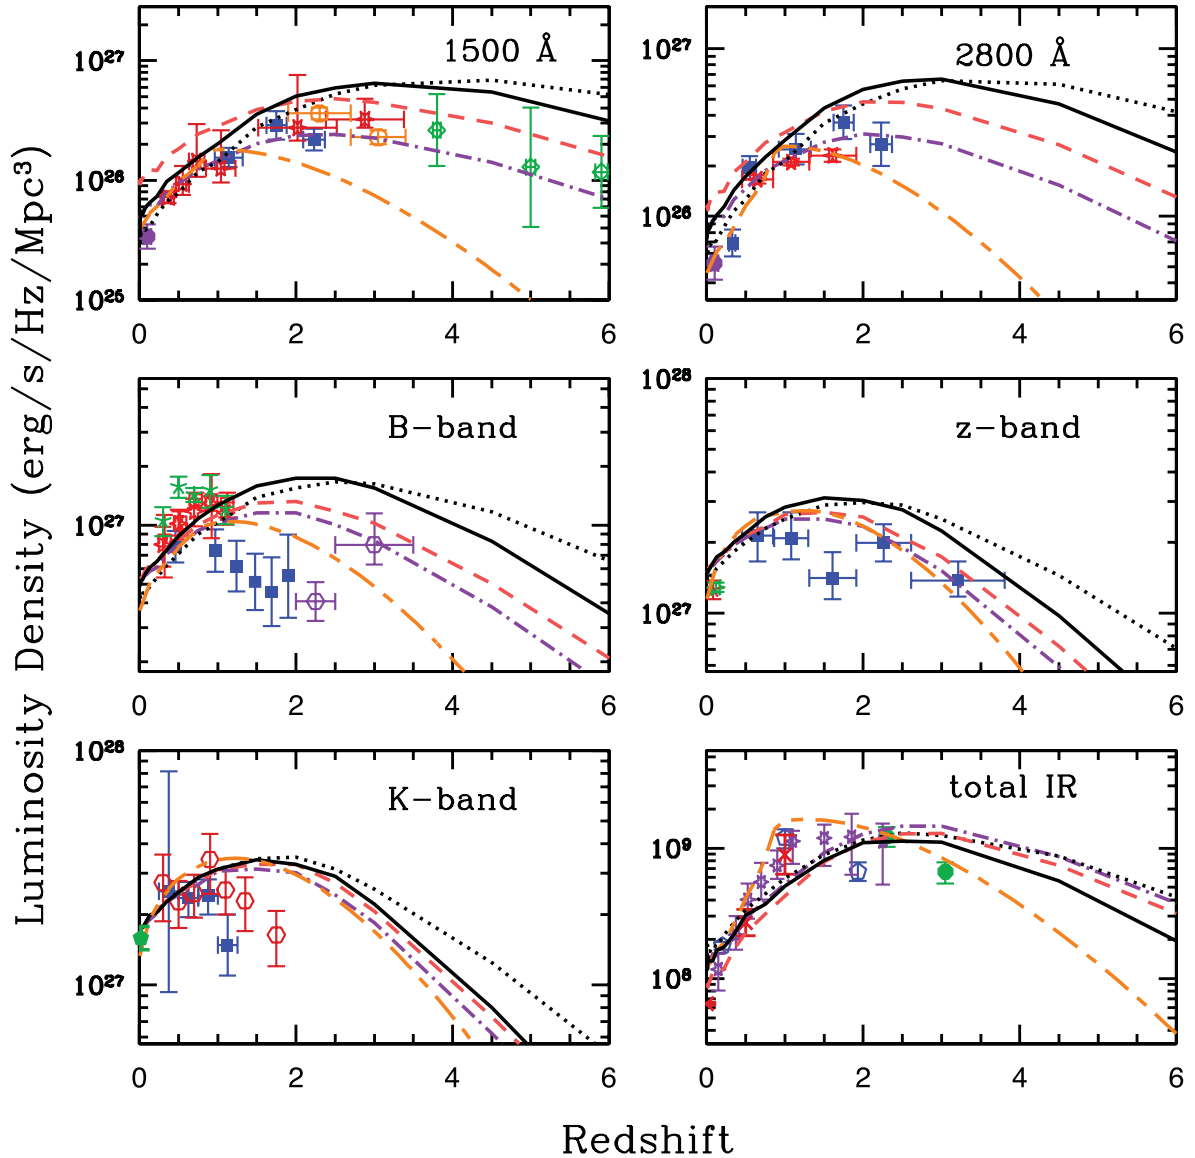 Luminosity Density (erg/s/Hz/Mpc³)
1500 Å
10²⁷
10²⁶
10²⁵
0 2 4 6
2800 Å
10²⁷
10²⁶
0 2 4 6
B-band
10²⁷
0 2 4 6
z-band
10²⁸
10²⁷
0 2 4 6
K-band
10²⁸
10²⁷
0 2 4 6
total IR
10⁹
10⁸
0 2 4 6
Redshift